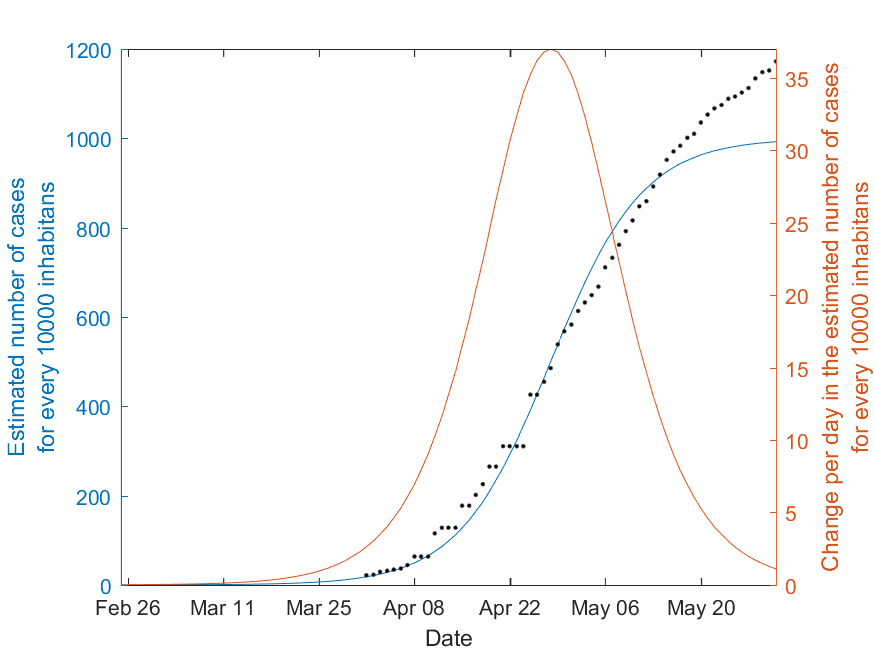 Estimated number of cases
for every 10000 inhabitans
1200
1000
800
600
400
200
0
35
30
25
20
15
10
5
0
Change per day in the estimated number of cases
for every 10000 inhabitans
Feb 26
Mar 11
Mar 25
Apr 08
Apr 22
May 06
May 20
Date